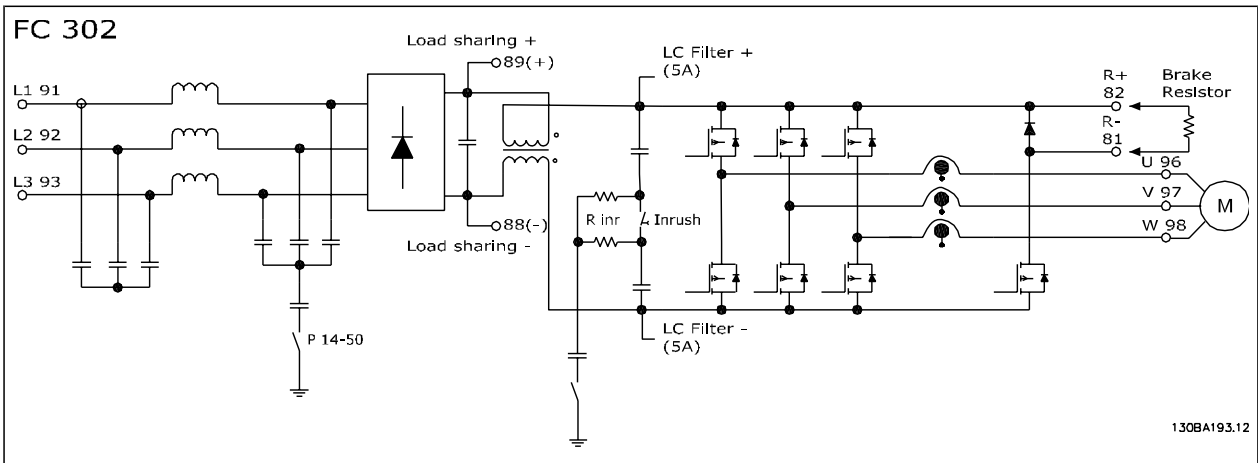 FC 302
Load sharing +
89(+)
LC Filter +
(5A)
R+
82
Brake
Resistor
R-
81
L1 91
L2 92
L3 93
U 96
V 97
W 98
M
R inr
Inrush
88(-)
Load sharing -
P 14-50
LC Filter -
(5A)
130BA193.12